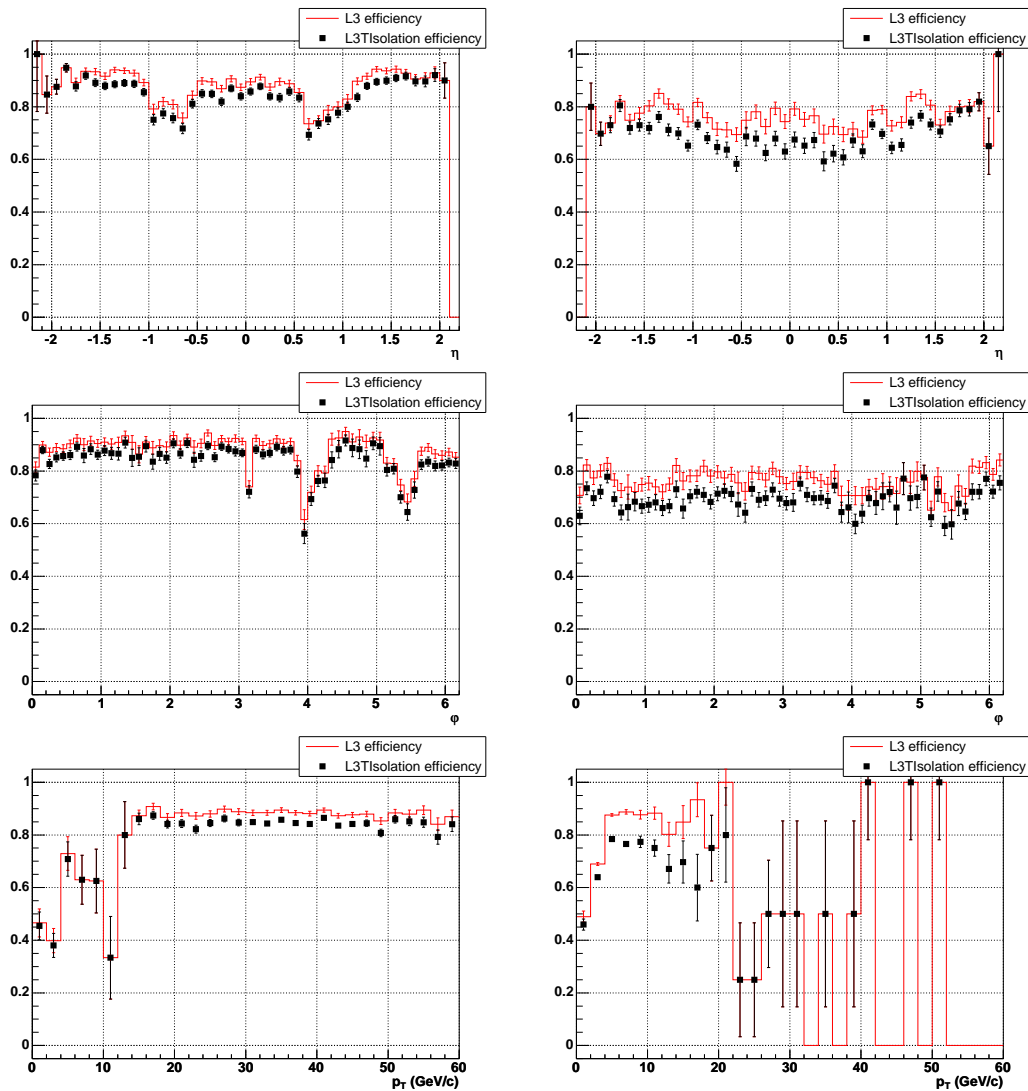 L3 efficiency
L3TIsolation efficiency
1
0.8
0.6
0.4
0.2
0
-2 -1.5 -1 -0.5 0 0.5 1 1.5 2
η
L3 efficiency
L3TIsolation efficiency
1
0.8
0.6
0.4
0.2
0
-2 -1.5 -1 -0.5 0 0.5 1 1.5 2
η
L3 efficiency
L3TIsolation efficiency
1
0.8
0.6
0.4
0.2
0
0 1 2 3 4 5 6
φ
L3 efficiency
L3TIsolation efficiency
1
0.8
0.6
0.4
0.2
0
0 1 2 3 4 5 6
φ
L3 efficiency
L3TIsolation efficiency
1
0.8
0.6
0.4
0.2
0
0 10 20 30 40 50 60
pT (GeV/c)
L3 efficiency
L3TIsolation efficiency
1
0.8
0.6
0.4
0.2
0
0 10 20 30 40 50 60
pT (GeV/c)